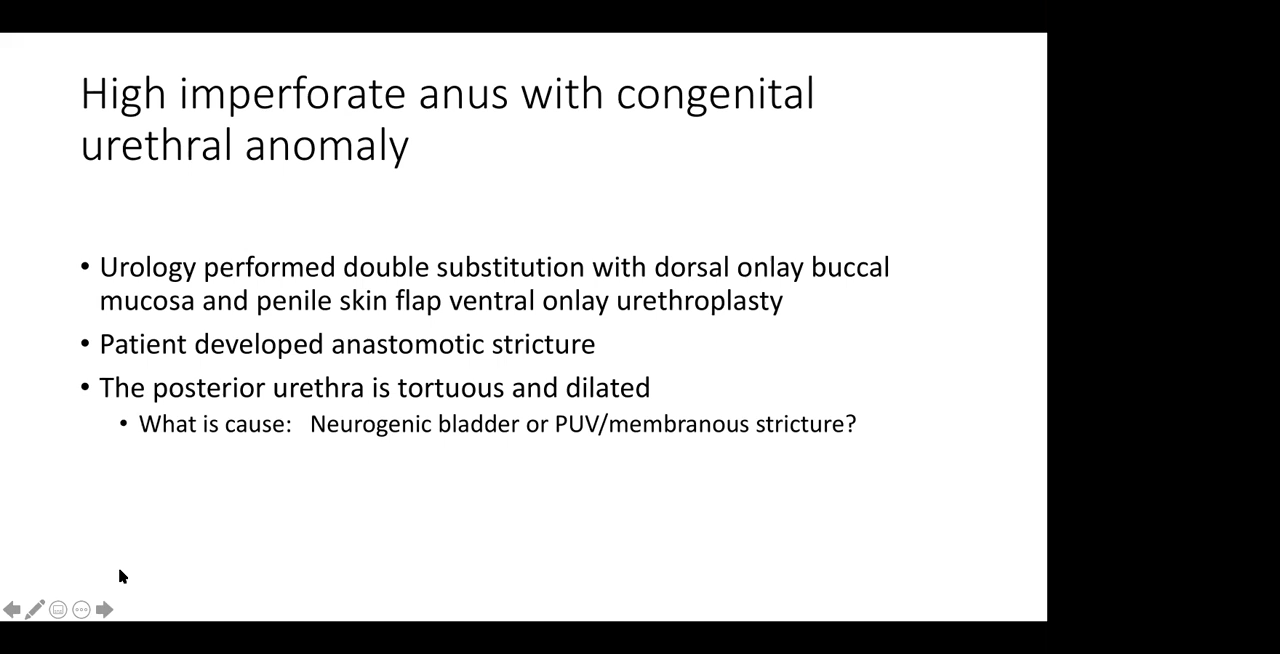 High imperforate anus with congenital
urethral anomaly
• Urology performed double substitution with dorsal onlay buccal
mucosa and penile skin flap ventral onlay urethroplasty
• Patient developed anastomotic stricture
• The posterior urethra is tortuous and dilated
• What is cause: Neurogenic bladder or PUV/membranous stricture?